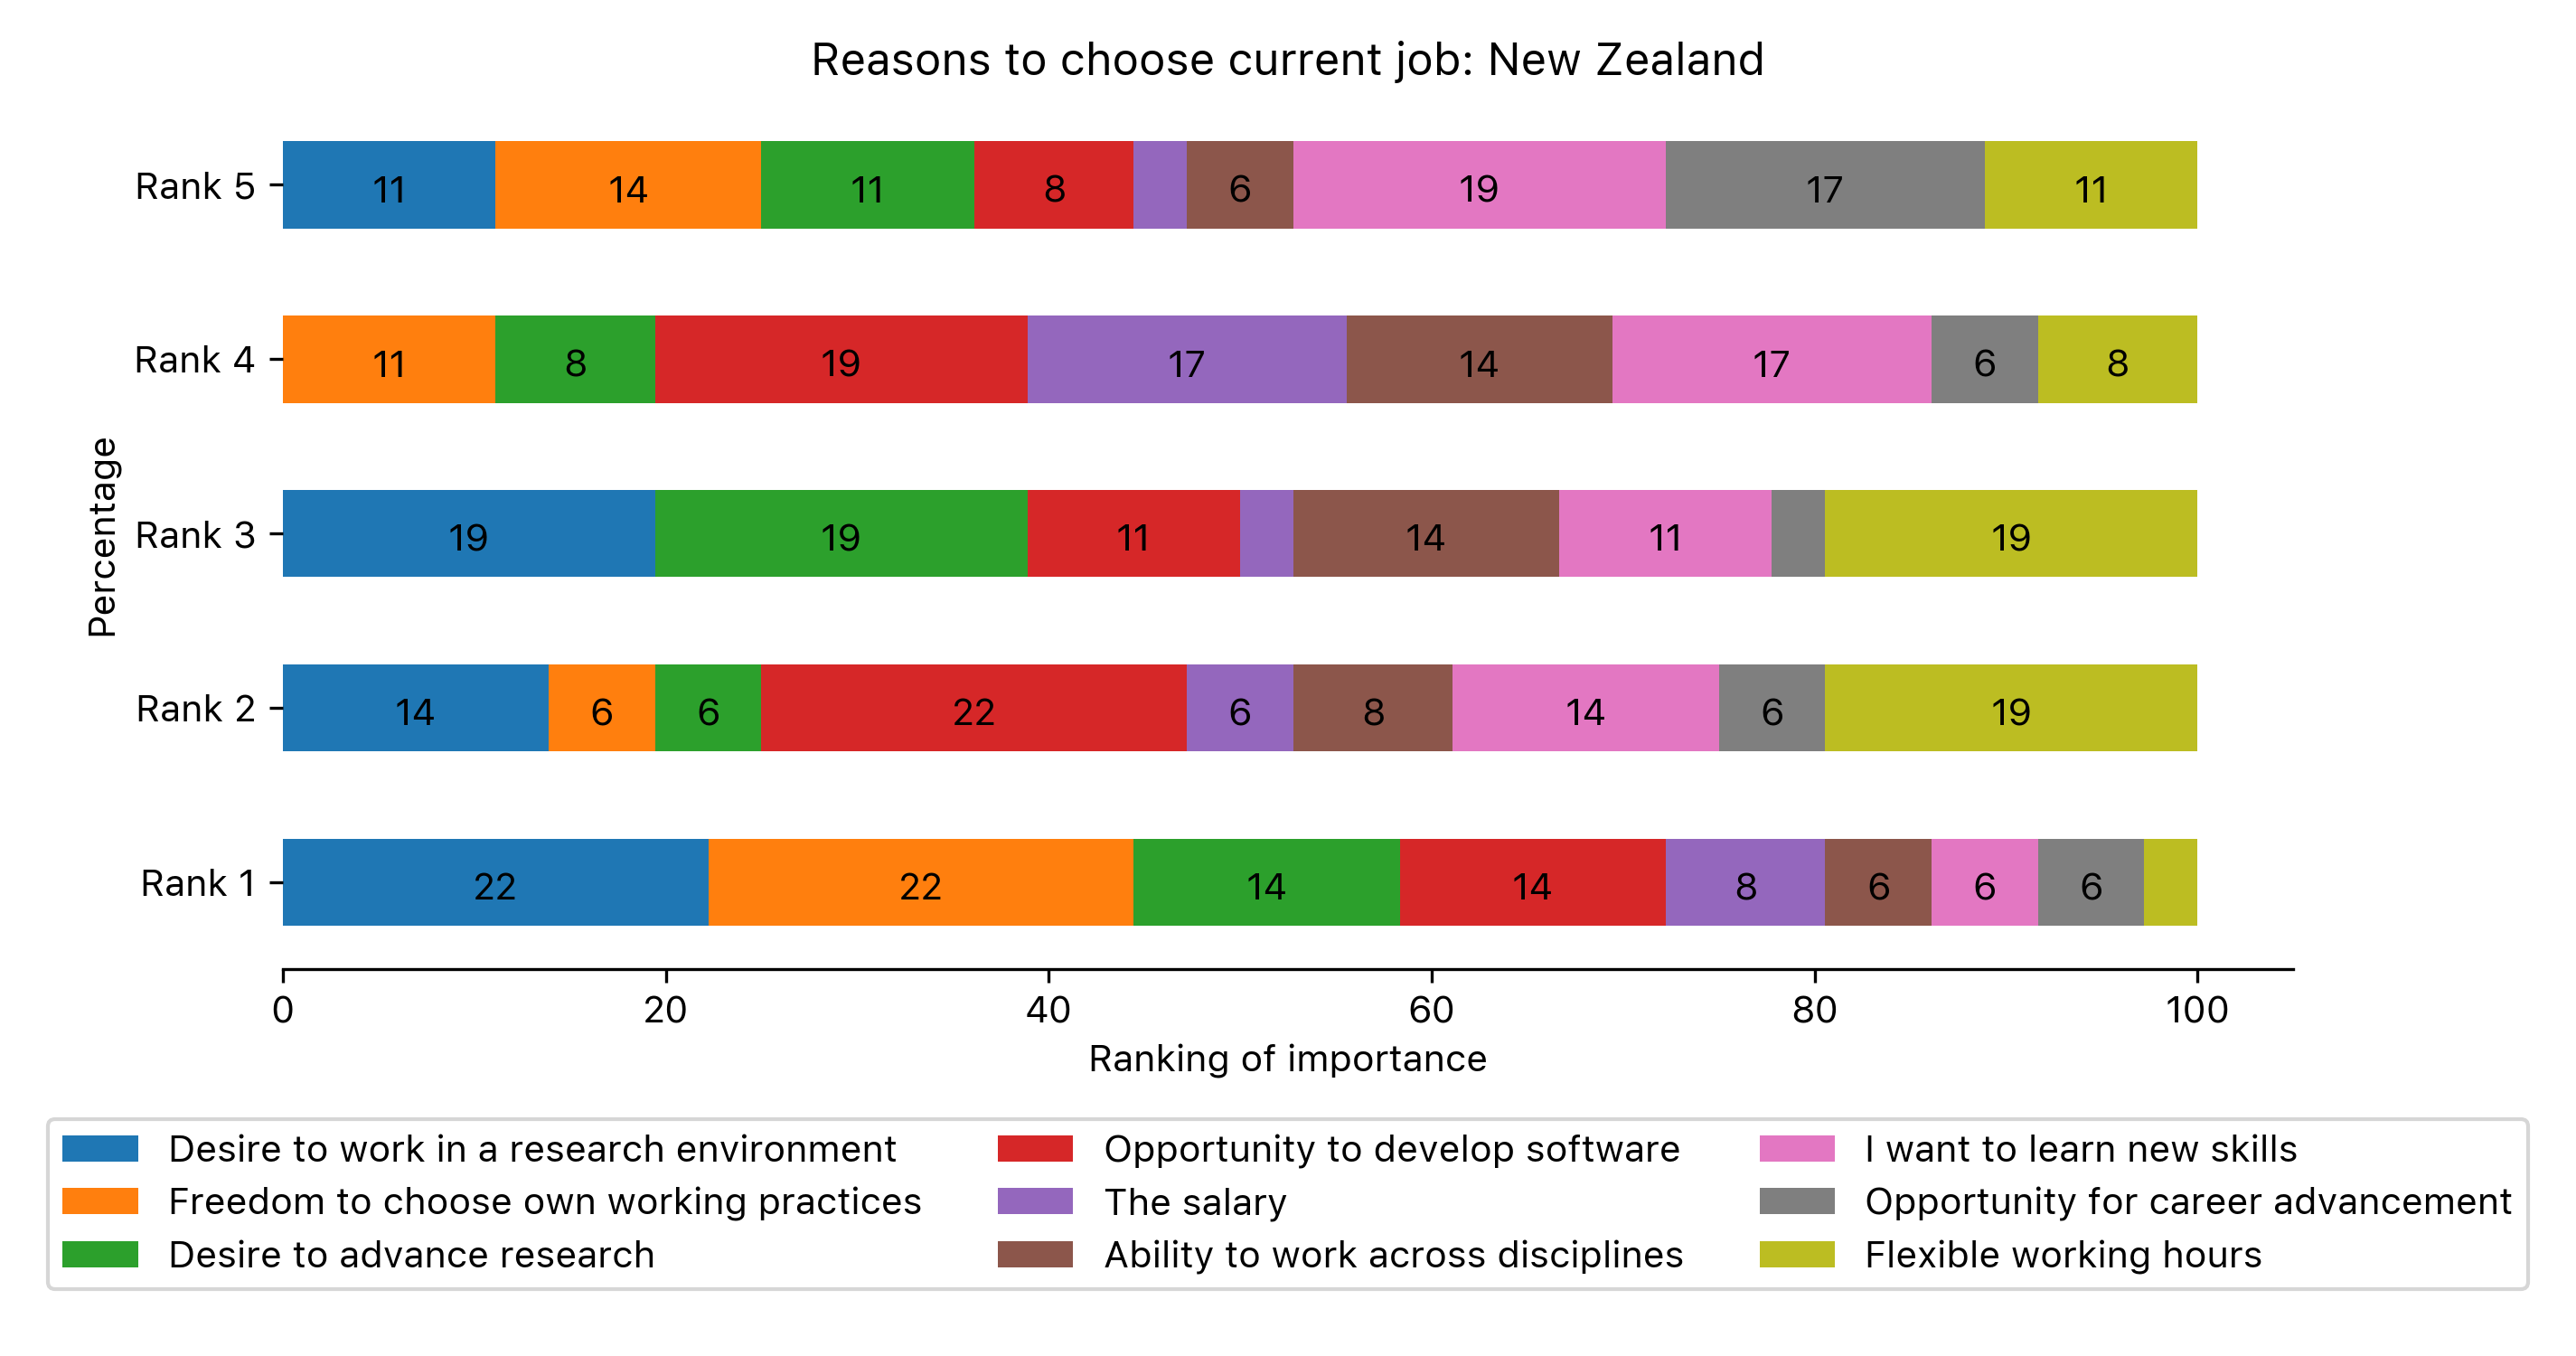 Reasons to choose current job: New Zealand
Rank 5
11 14 11 8 6 19 17 11
Rank 4
11 8 19 17 14 17 6 8
Percentage
Rank 3
19 19 11 14 11 19
Rank 2
14 6 6 22 6 8 14 6 19
Rank 1
22 22 14 14 8 6 6 6
0 20 40 60 80 100
Ranking of importance
Desire to work in a research environment
Freedom to choose own working practices
Desire to advance research
Opportunity to develop software
The salary
Ability to work across disciplines
I want to learn new skills
Opportunity for career advancement
Flexible working hours